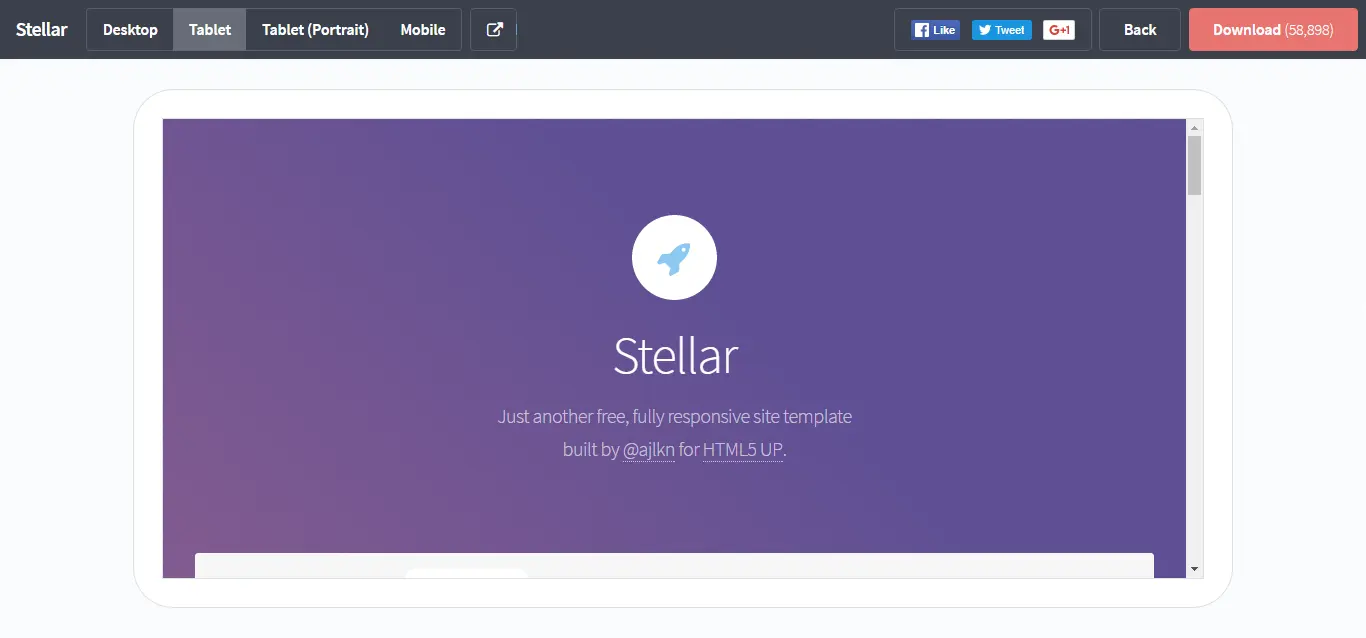 Stellar Desktop Tablet Tablet (Portrait) Mobile Like Tweet G+1 Back Download (58,898)
Stellar
Just another free, fully responsive site template
built by @ajlkn for HTML5 UP.